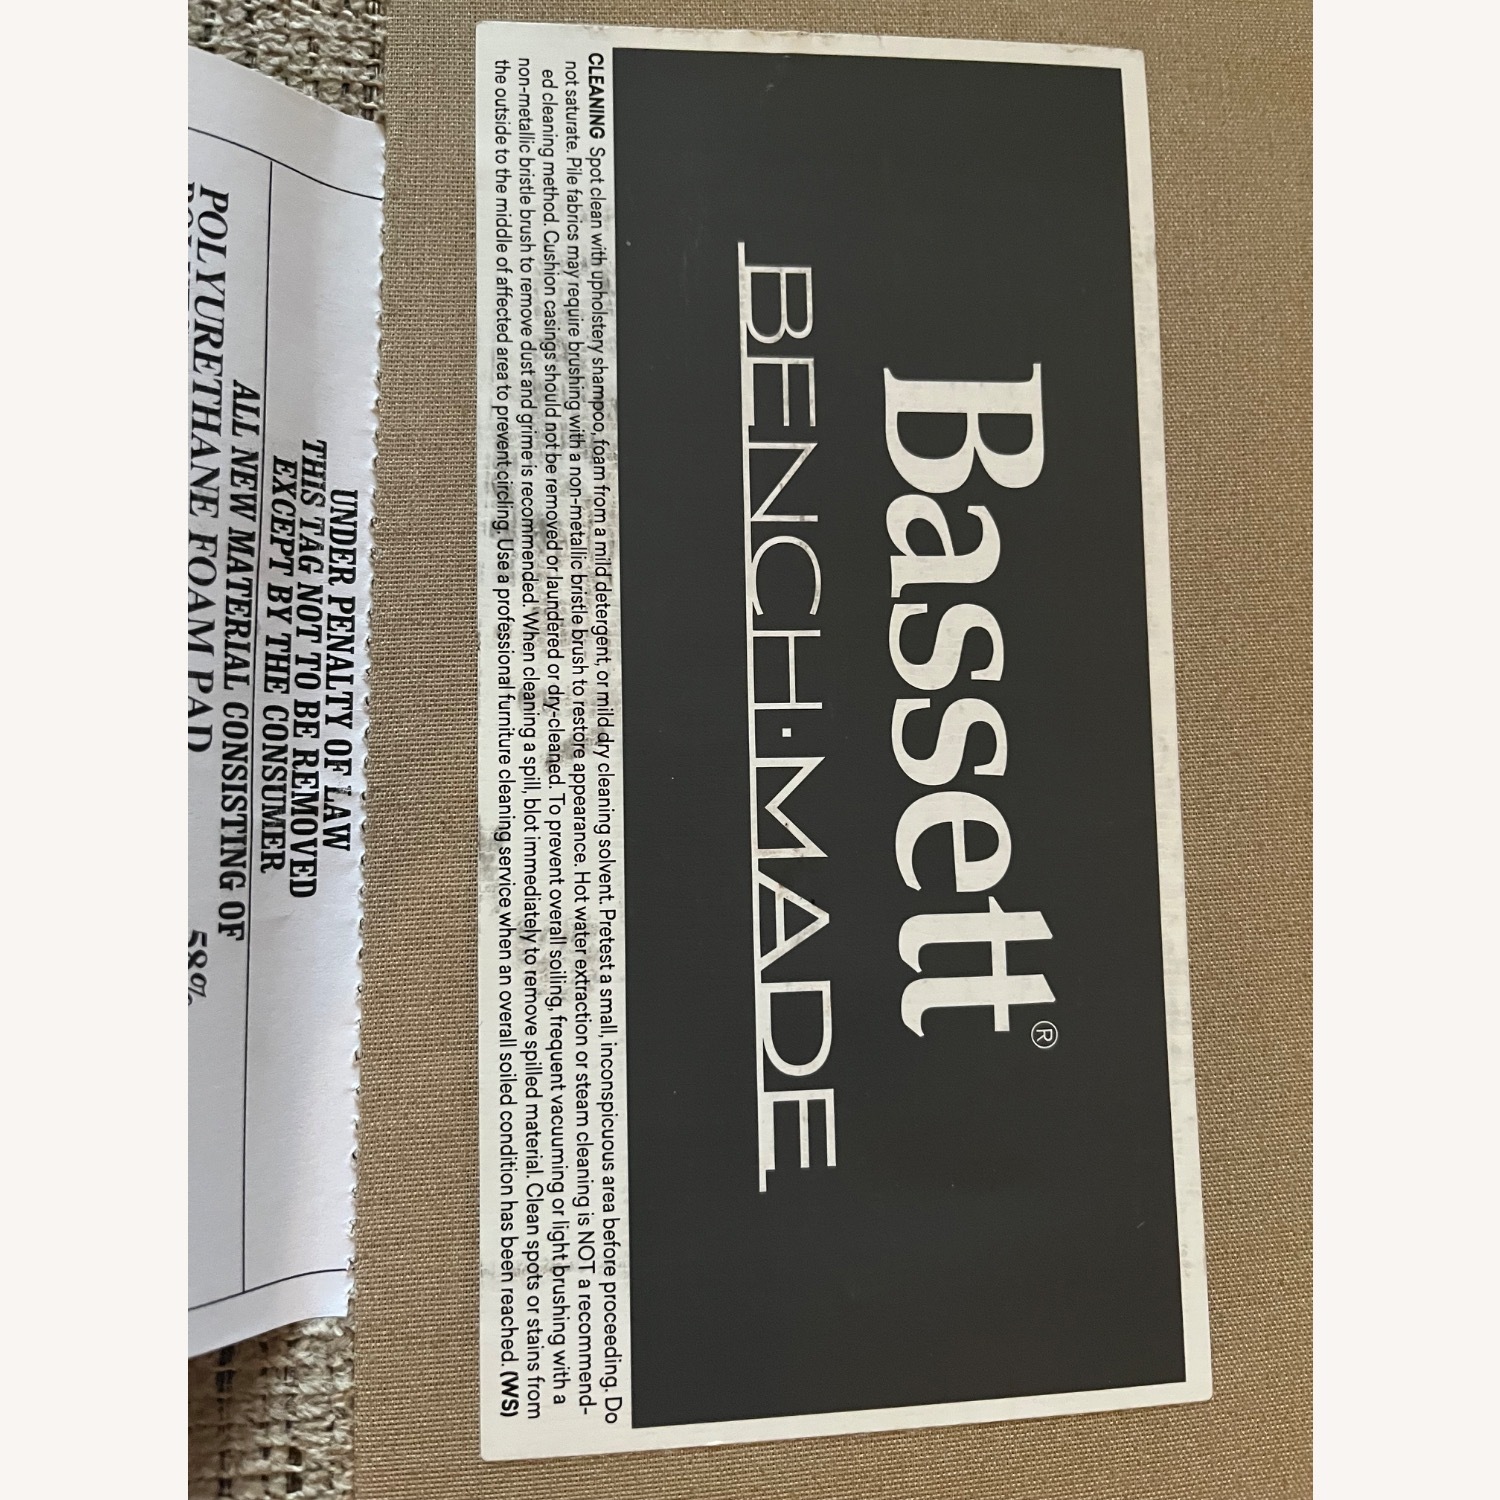 Bassett®
BENCH·MADE
CLEANING Spot clean with upholstery shampoo, foam from a mild detergent, or mild dry cleaning solvent. Pretest a small, inconspicuous area before proceeding. Do
not saturate. Pile fabrics may require brushing with a non-metallic bristle brush to restore appearance. Hot water extraction or steam cleaning is NOT a recommend-
ed cleaning method. Cushion casings should not be removed or laundered or dry-cleaned. To prevent overall soiling, frequent vacuuming or light brushing with a
non-metallic bristle brush to remove dust and grime is recommended. When cleaning a spill, blot immediately to remove spilled material. Clean spots or stains from
the outside to the middle of affected area to prevent circling. Use a professional furniture cleaning service when an overall soiled condition has been reached. (WS)
UNDER PENALTY OF LAW
THIS TAG NOT TO BE REMOVED
EXCEPT BY THE CONSUMER
ALL NEW MATERIAL CONSISTING OF
POLYURETHANE FOAM PAD 58%